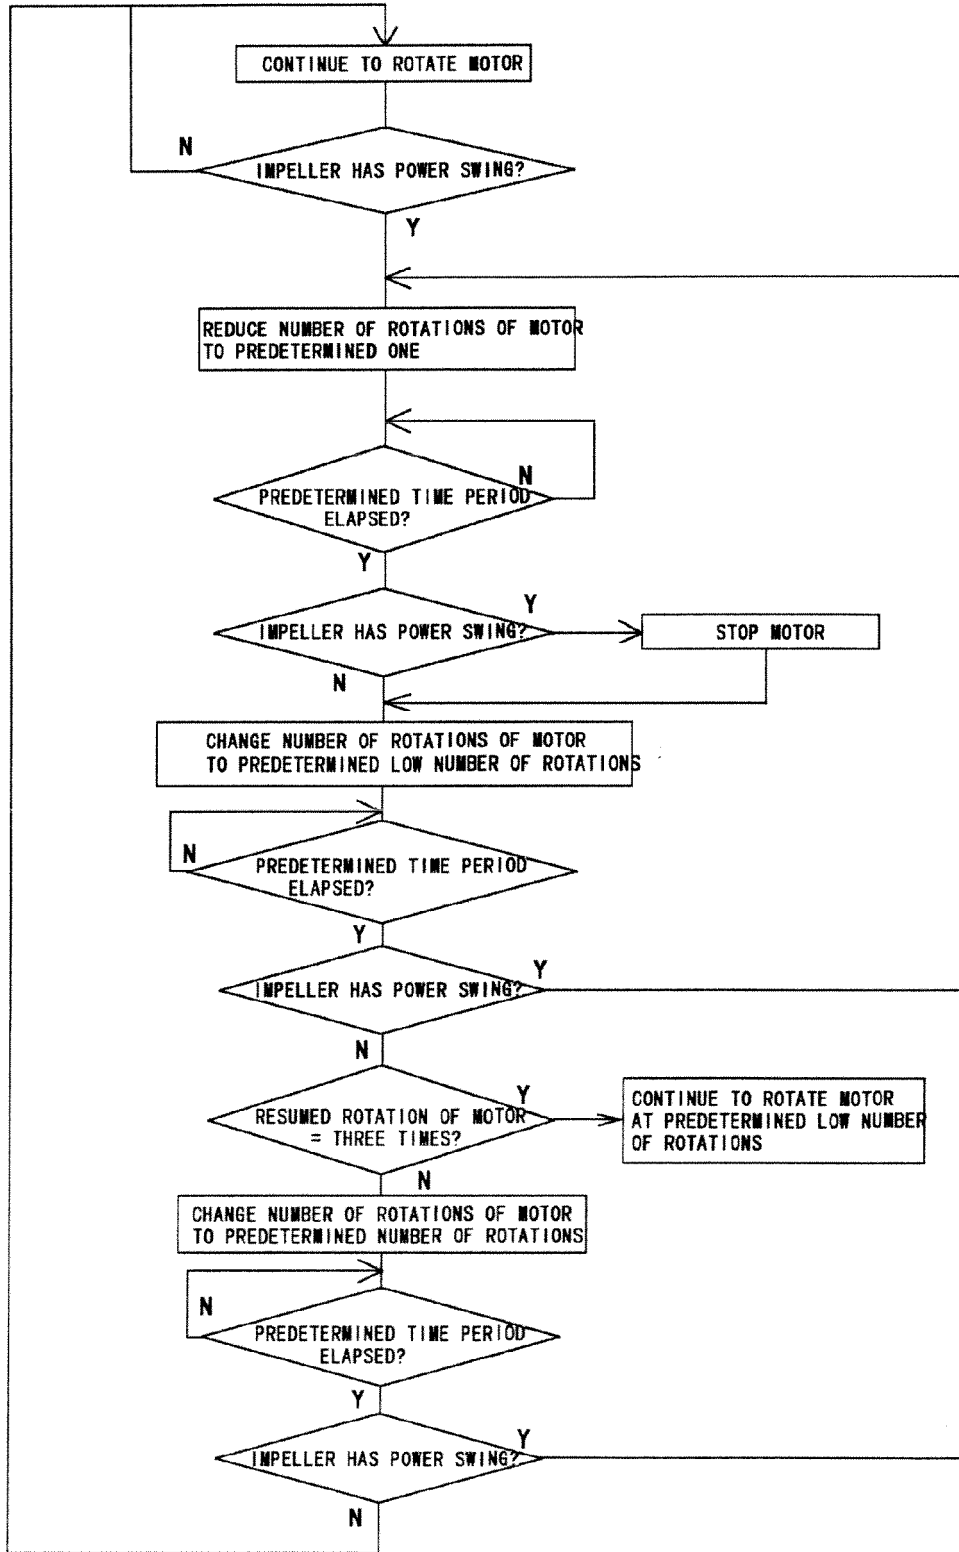 CONTINUE TO ROTATE MOTOR
N
IMPELLER HAS POWER SWING?
Y
REDUCE NUMBER OF ROTATIONS OF MOTOR
TO PREDETERMINED ONE
N
PREDETERMINED TIME PERIOD
ELAPSED?
Y
Y
IMPELLER HAS POWER SWING?
STOP MOTOR
N
CHANGE NUMBER OF ROTATIONS OF MOTOR
TO PREDETERMINED LOW NUMBER OF ROTATIONS
N
PREDETERMINED TIME PERIOD
ELAPSED?
Y
Y
IMPELLER HAS POWER SWING?
N
Y
RESUMED ROTATION OF MOTOR
= THREE TIMES?
CONTINUE TO ROTATE MOTOR
AT PREDETERMINED LOW NUMBER
OF ROTATIONS
N
CHANGE NUMBER OF ROTATIONS OF MOTOR
TO PREDETERMINED NUMBER OF ROTATIONS
N
PREDETERMINED TIME PERIOD
ELAPSED?
Y
Y
IMPELLER HAS POWER SWING?
N